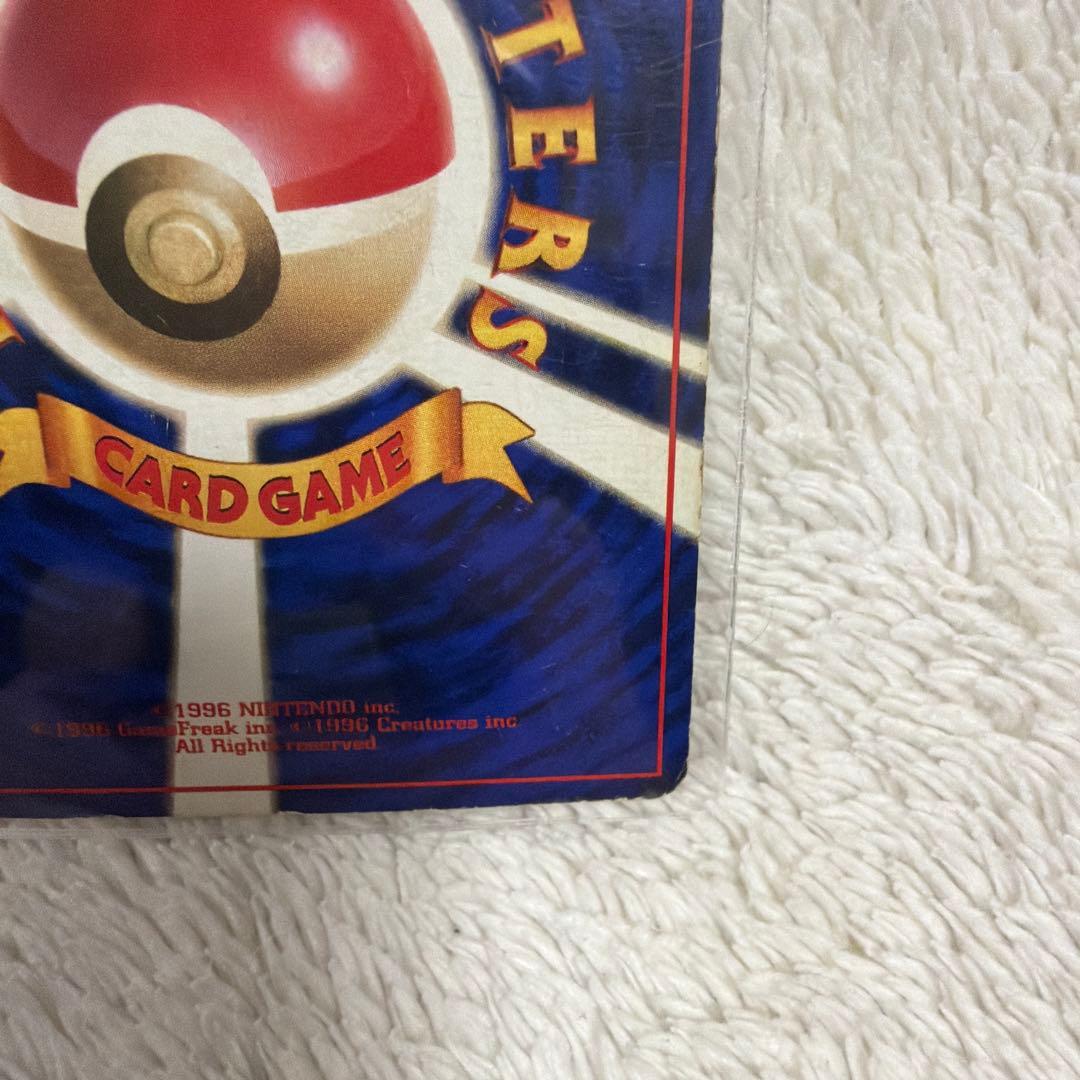 TERS
CARD GAME
©1996 NINTENDO inc.
©1996 GameFreak inc. ©1996 Creatures inc.
All Rights reserved